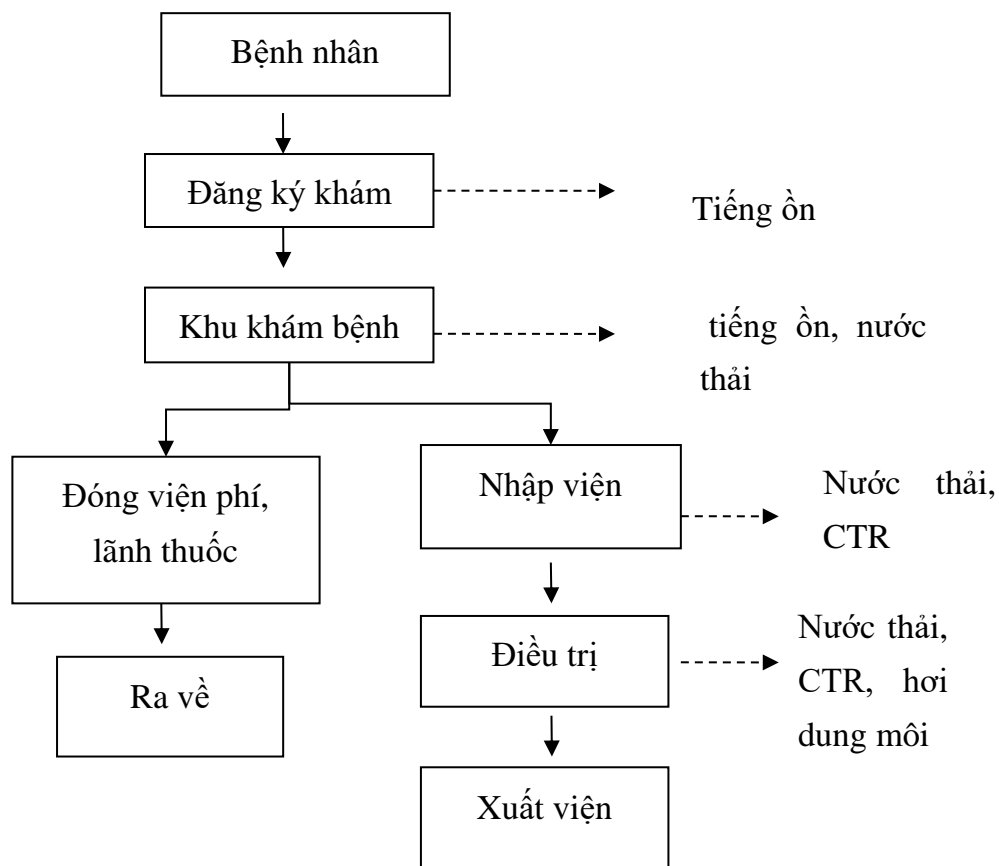 Bệnh nhân
Đăng ký khám
Tiếng ồn
Khu khám bệnh
tiếng ồn, nước
thải
Đóng viện phí,
lãnh thuốc
Nhập viện
Nước thải,
CTR
Ra về
Điều trị
Nước thải,
CTR, hơi
dung môi
Xuất viện